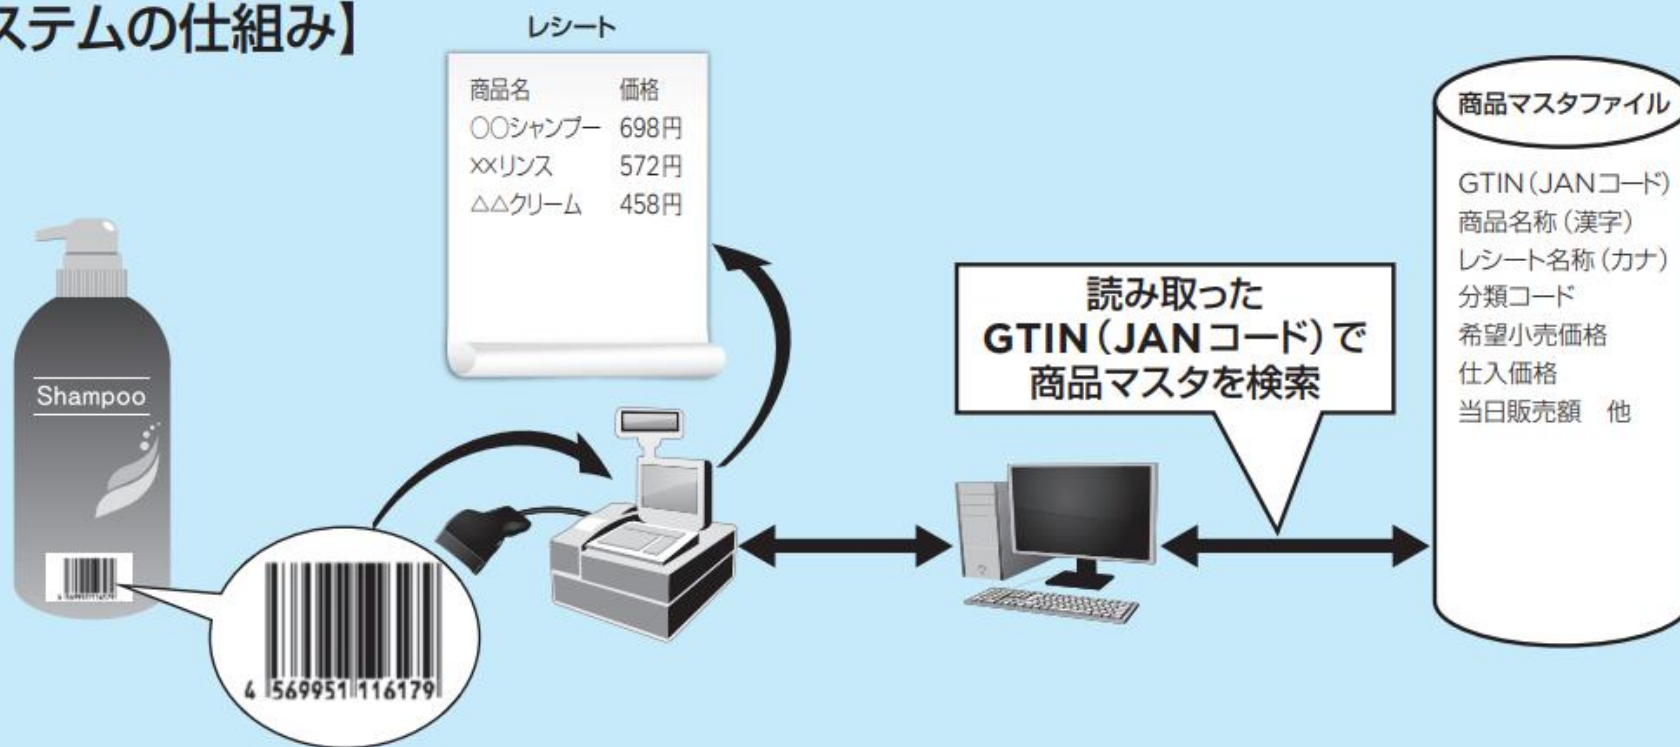 ステムの仕組み】
レシート
商品名 価格
〇〇シャンプー 698円
××リンス 572円
△△クリーム 458円
Shampoo
4 569951 116179
読み取った
GTIN（JANコード）で
商品マスタを検索
商品マスタファイル
GTIN（JANコード）
商品名称（漢字）
レシート名称（カナ）
分類コード
希望小売価格
仕入価格
当日販売額 他